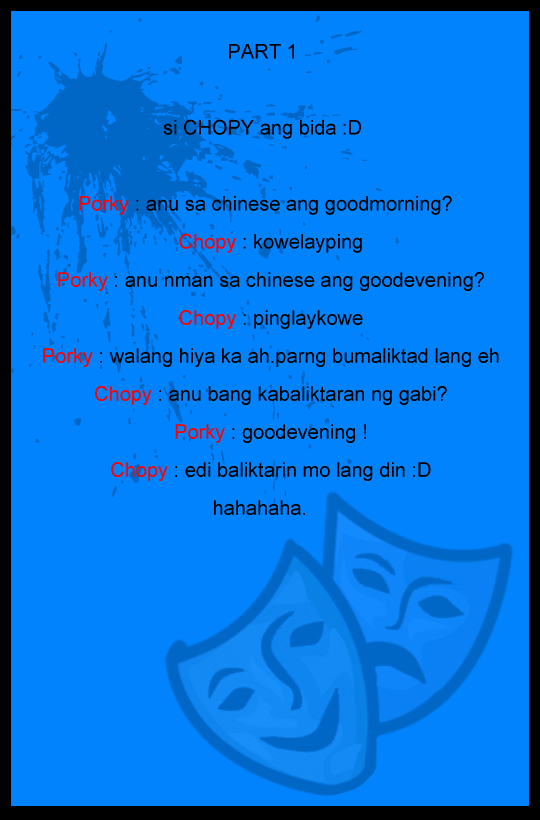 PART 1
si CHOPY ang bida :D
Porky : anu sa chinese ang goodmorning?
Chopy : kowelayping
Porky : anu nman sa chinese ang goodevening?
Chopy : pinglaykowe
Porky : walang hiya ka ah.parng bumaliktad lang eh
Chopy : anu bang kabaliktaran ng gabi?
Porky : goodevening !
Chopy : edi baliktarin mo lang din :D
hahahaha.